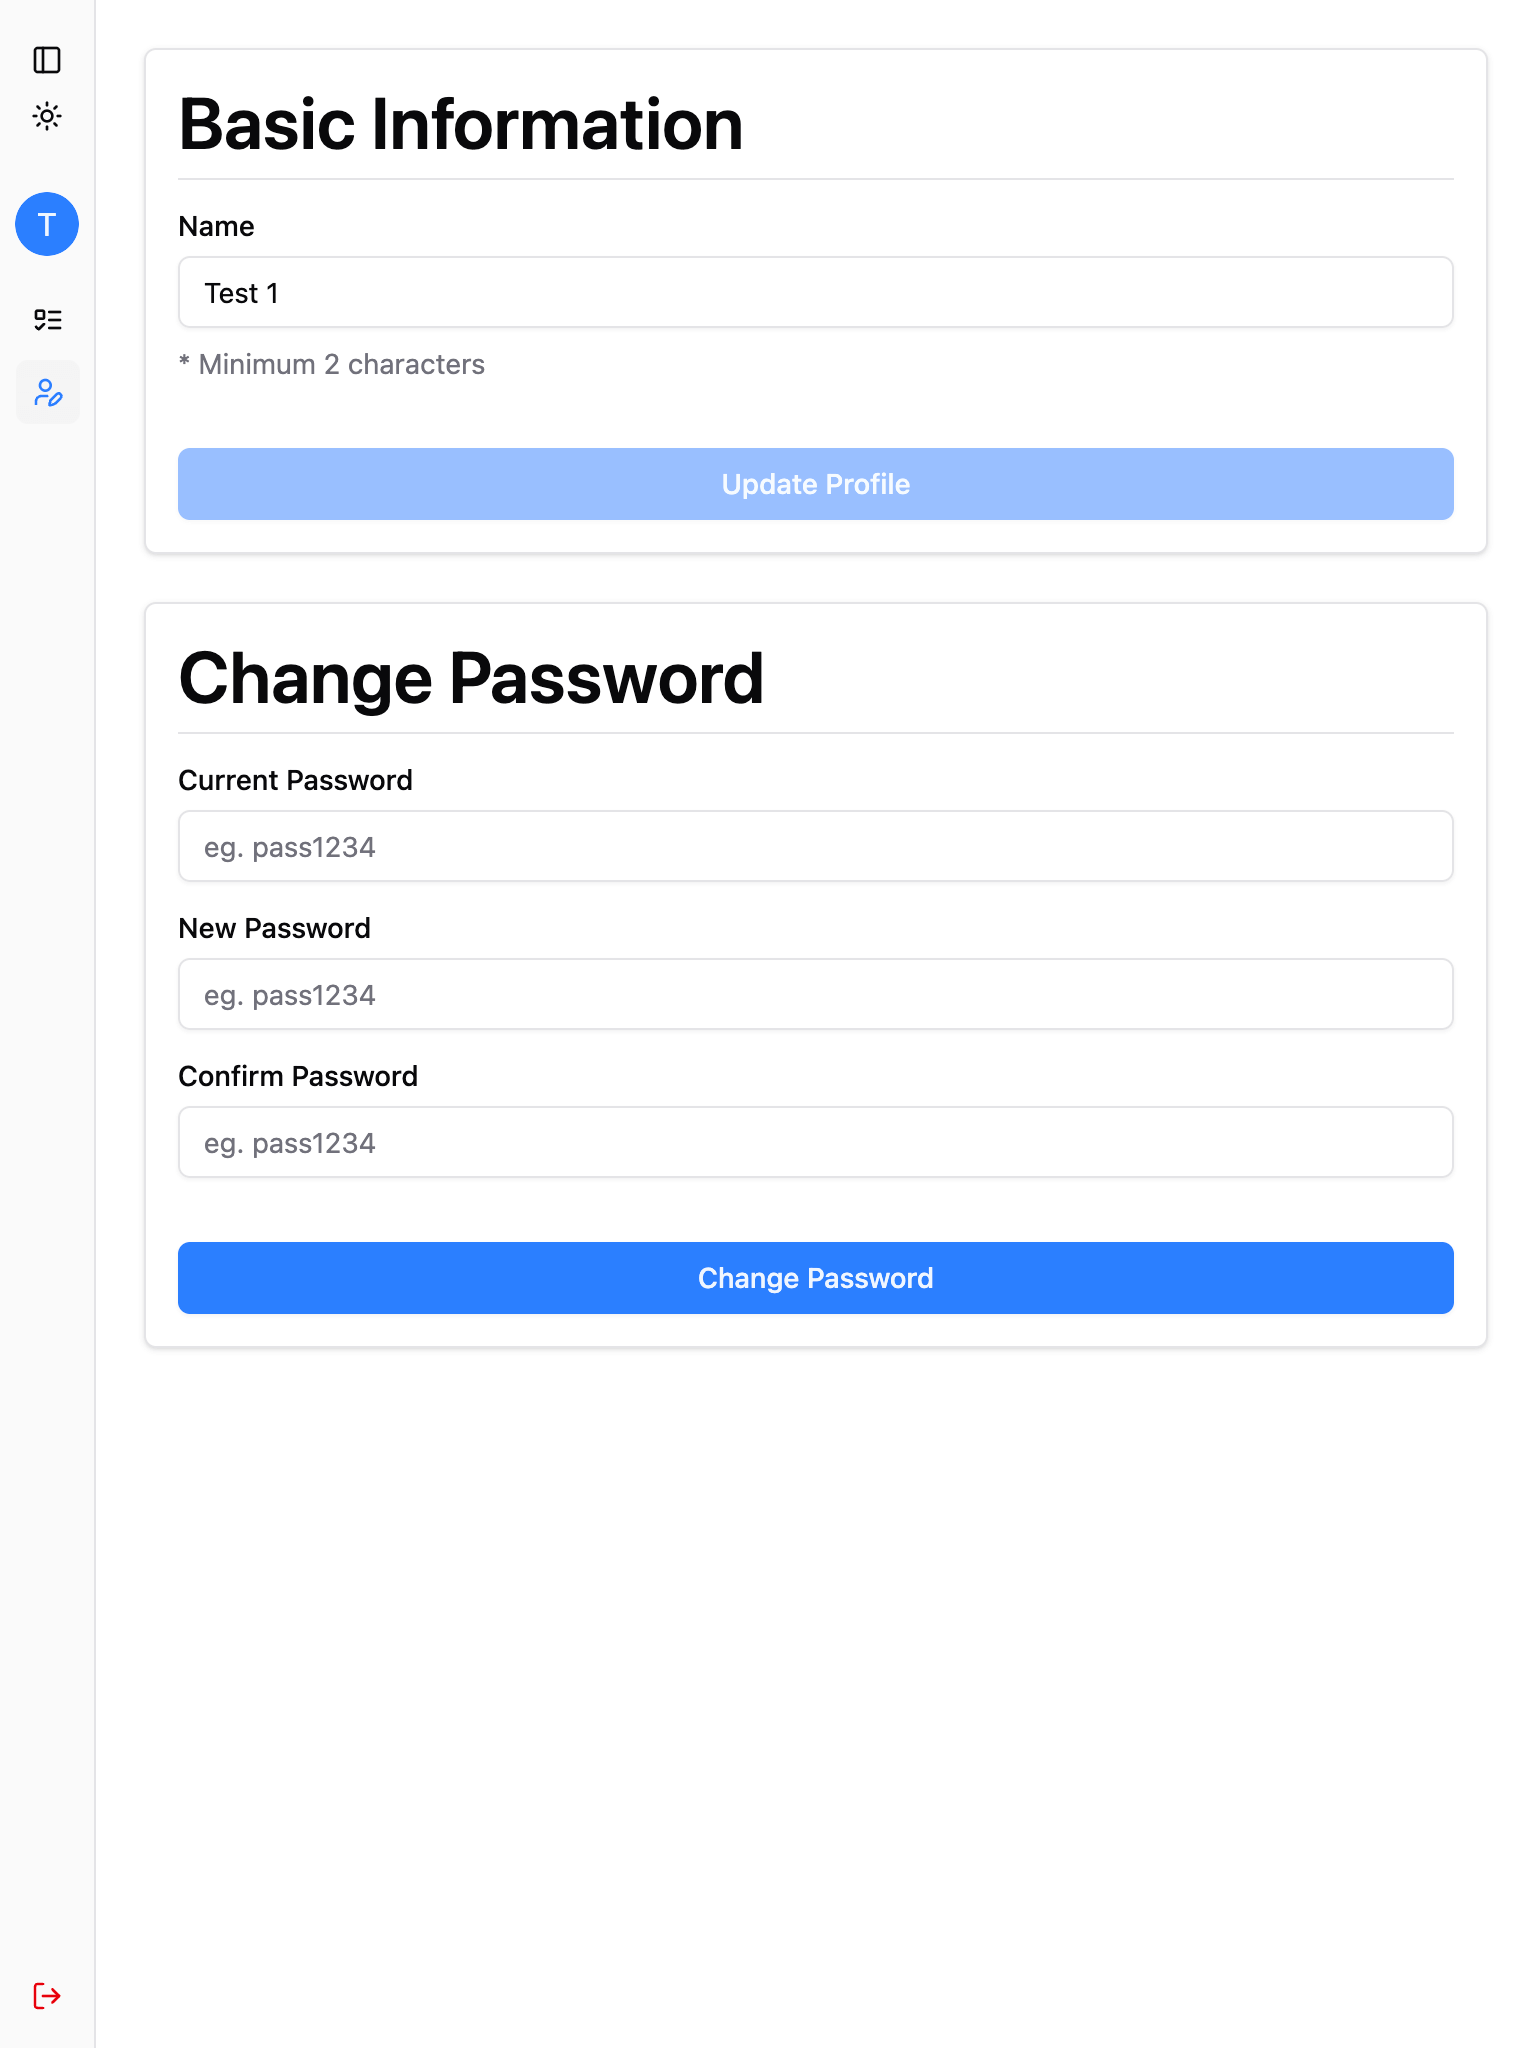 Basic Information
T
Name
Test 1
* Minimum 2 characters
Update Profile
Change Password
Current Password
eg. pass1234
New Password
eg. pass1234
Confirm Password
eg. pass1234
Change Password